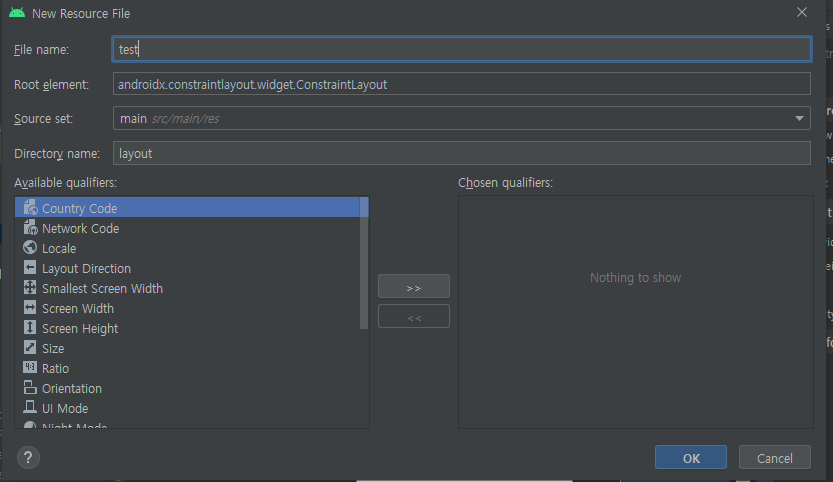 New Resource File
File name: test
Root element: androidx.constraintlayout.widget.ConstraintLayout
Source set: main src/main/res
Directory name: layout
Available qualifiers:
Chosen qualifiers:
Country Code
Network Code
Locale
Layout Direction
Smallest Screen Width
Screen Width
Screen Height
Size
Ratio
Orientation
UI Mode
Night Mode
>>
<<
Nothing to show
?
OK
Cancel